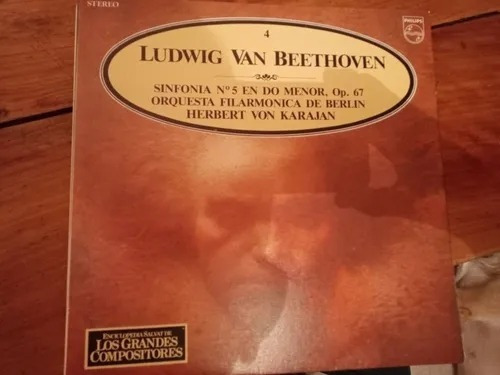 STEREO
4
PHILIPS
LUDWIG VAN BEETHOVEN
SINFONIA Nº 5 EN DO MENOR, Op. 67
ORQUESTA FILARMONICA DE BERLIN
HERBERT VON KARAJAN
ENCICLOPEDIA SALVAT DE
LOS GRANDES
COMPOSITORES